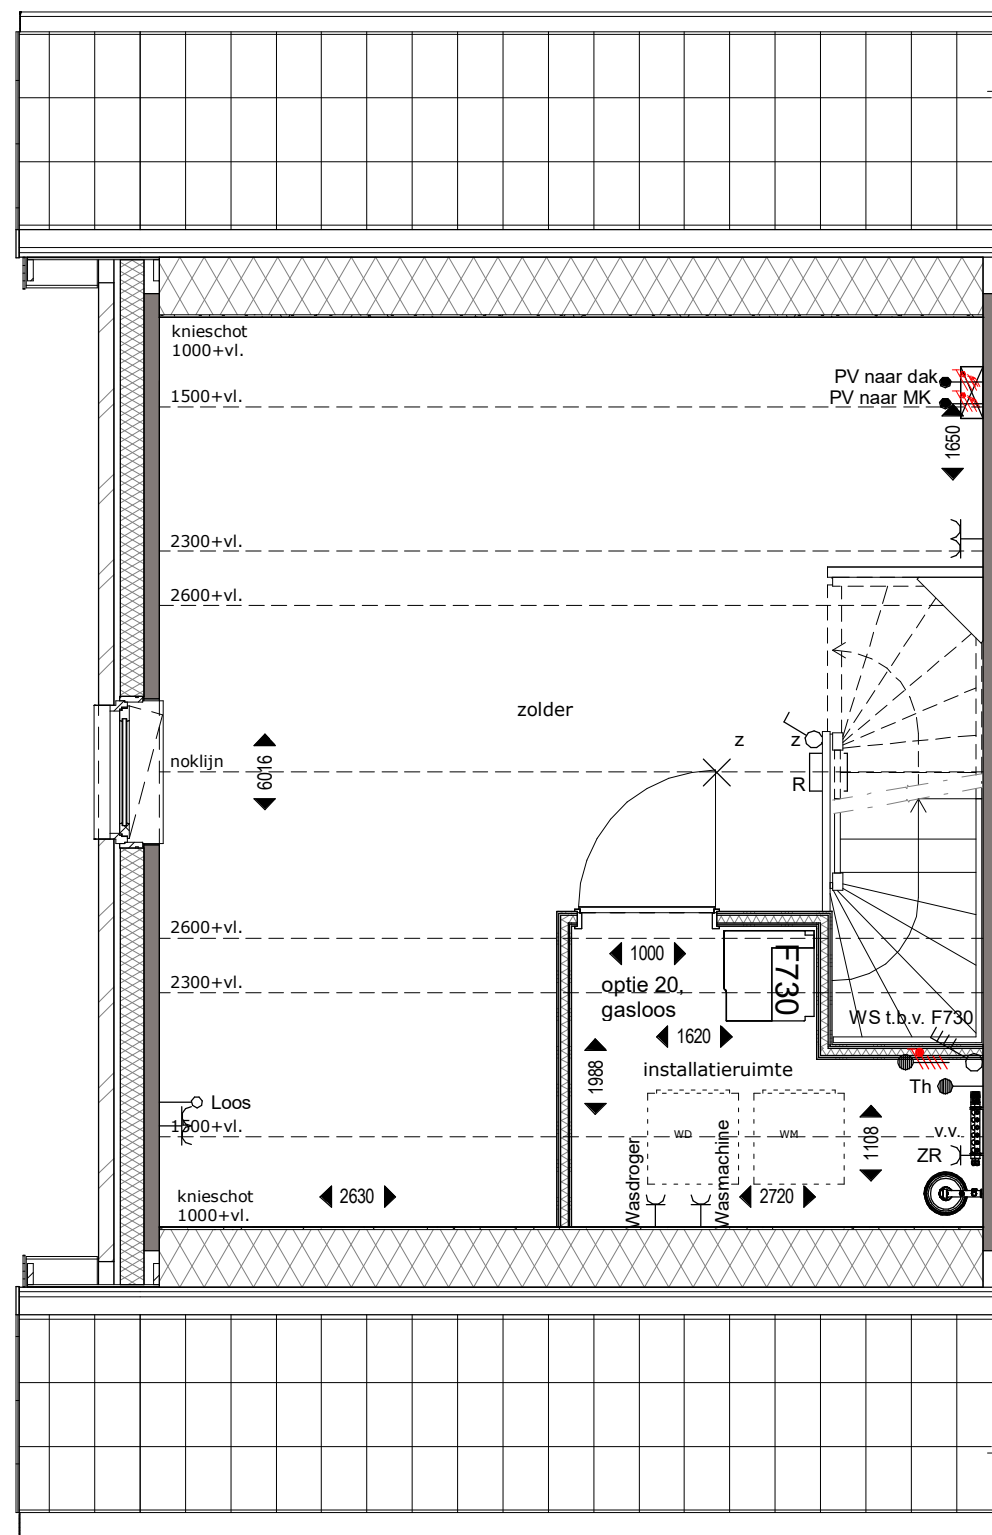 knieschot
1000+vl.
PV naar dak
1500+vl.
PV naar MK
1650
2300+vl.
2600+vl.
zolder
z
z
noklijn
6016
R
2600+vl.
1000
F730
2300+vl.
optie 20,
gasloos
WS t.b.v. F730
1620
1988
installatieruimte
Th
Loos
1500+vl.
WD
WM
1108
v.v.
ZR
Wasdroger
Wasmachine
knieschot
1000+vl.
2630
2720